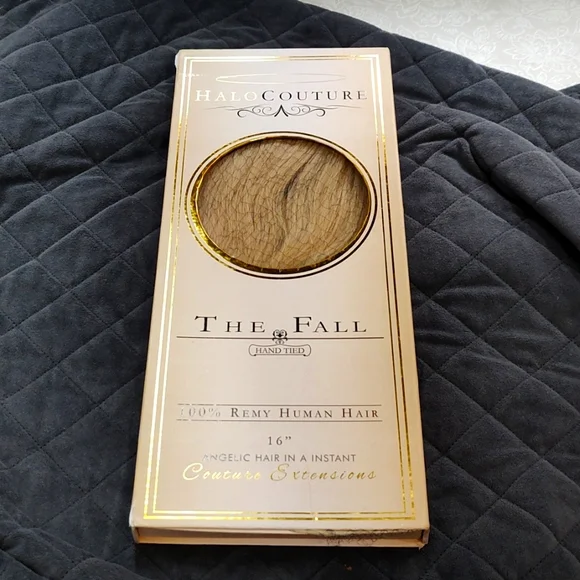 HALOCOUTURE
THE FALL
HAND TIED
100% REMY HUMAN HAIR
16"
ANGELIC HAIR IN A INSTANT
Couture Extensions